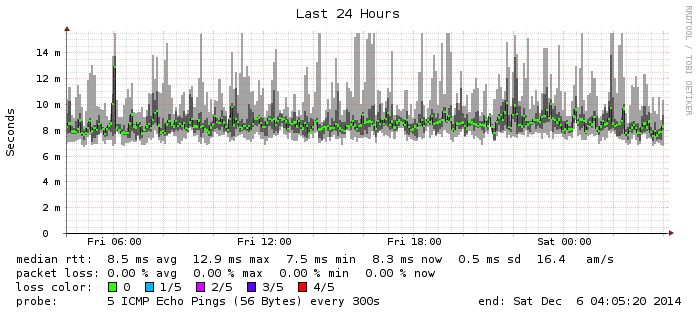 Last 24 Hours
RRDTOOL / TOBI OETIKER
Seconds
14 m
12 m
10 m
8 m
6 m
4 m
2 m
0
Fri 06:00 Fri 12:00 Fri 18:00 Sat 00:00
median rtt: 8.5 ms avg 12.9 ms max 7.5 ms min 8.3 ms now 0.5 ms sd 16.4 am/s
packet loss: 0.00 % avg 0.00 % max 0.00 % min 0.00 % now
loss color: 0 1/5 2/5 3/5 4/5
probe: 5 ICMP Echo Pings (56 Bytes) every 300s end: Sat Dec 6 04:05:20 2014